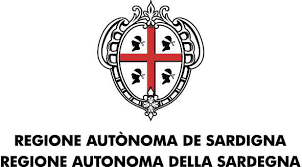 REGIONE AUTÒNOMA DE SARDIGNA
REGIONE AUTONOMA DELLA SARDEGNA